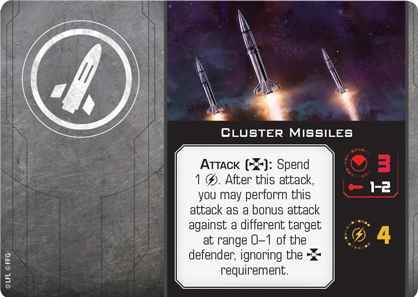 CLUSTER MISSILES
ATTACK ( ): Spend
1 . After this attack,
you may perform this
attack as a bonus attack
against a different target
at range 0–1 of the
defender, ignoring the
requirement.
3
1–2
4
© LFL © FFG